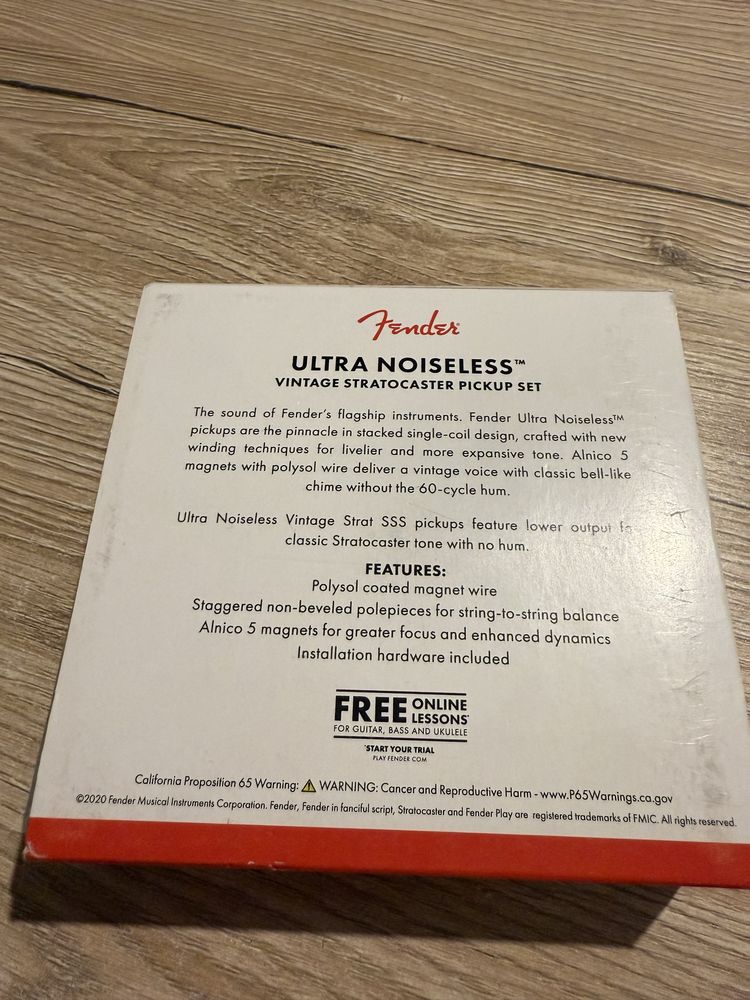 Fender
ULTRA NOISELESS™
VINTAGE STRATOCASTER PICKUP SET
The sound of Fender's flagship instruments. Fender Ultra Noiseless™
pickups are the pinnacle in stacked single-coil design, crafted with new
winding techniques for livelier and more expansive tone. Alnico 5
magnets with polysol wire deliver a vintage voice with classic bell-like
chime without the 60-cycle hum.
Ultra Noiseless Vintage Strat SSS pickups feature lower output
classic Stratocaster tone with no hum.
FEATURES:
Polysol coated magnet wire
Staggered non-beveled polepieces for string-to-string balance
Alnico 5 magnets for greater focus and enhanced dynamics
Installation hardware included
FREE ONLINE LESSONS*
FOR GUITAR, BASS AND UKULELE
*START YOUR TRIAL
PLAY.FENDER.COM
California Proposition 65 Warning: ⚠ WARNING: Cancer and Reproductive Harm - www.P65Warnings.ca.gov
©2020 Fender Musical Instruments Corporation. Fender, Fender in fanciful script, Stratocaster and Fender Play are registered trademarks of FMIC. All rights reserved.